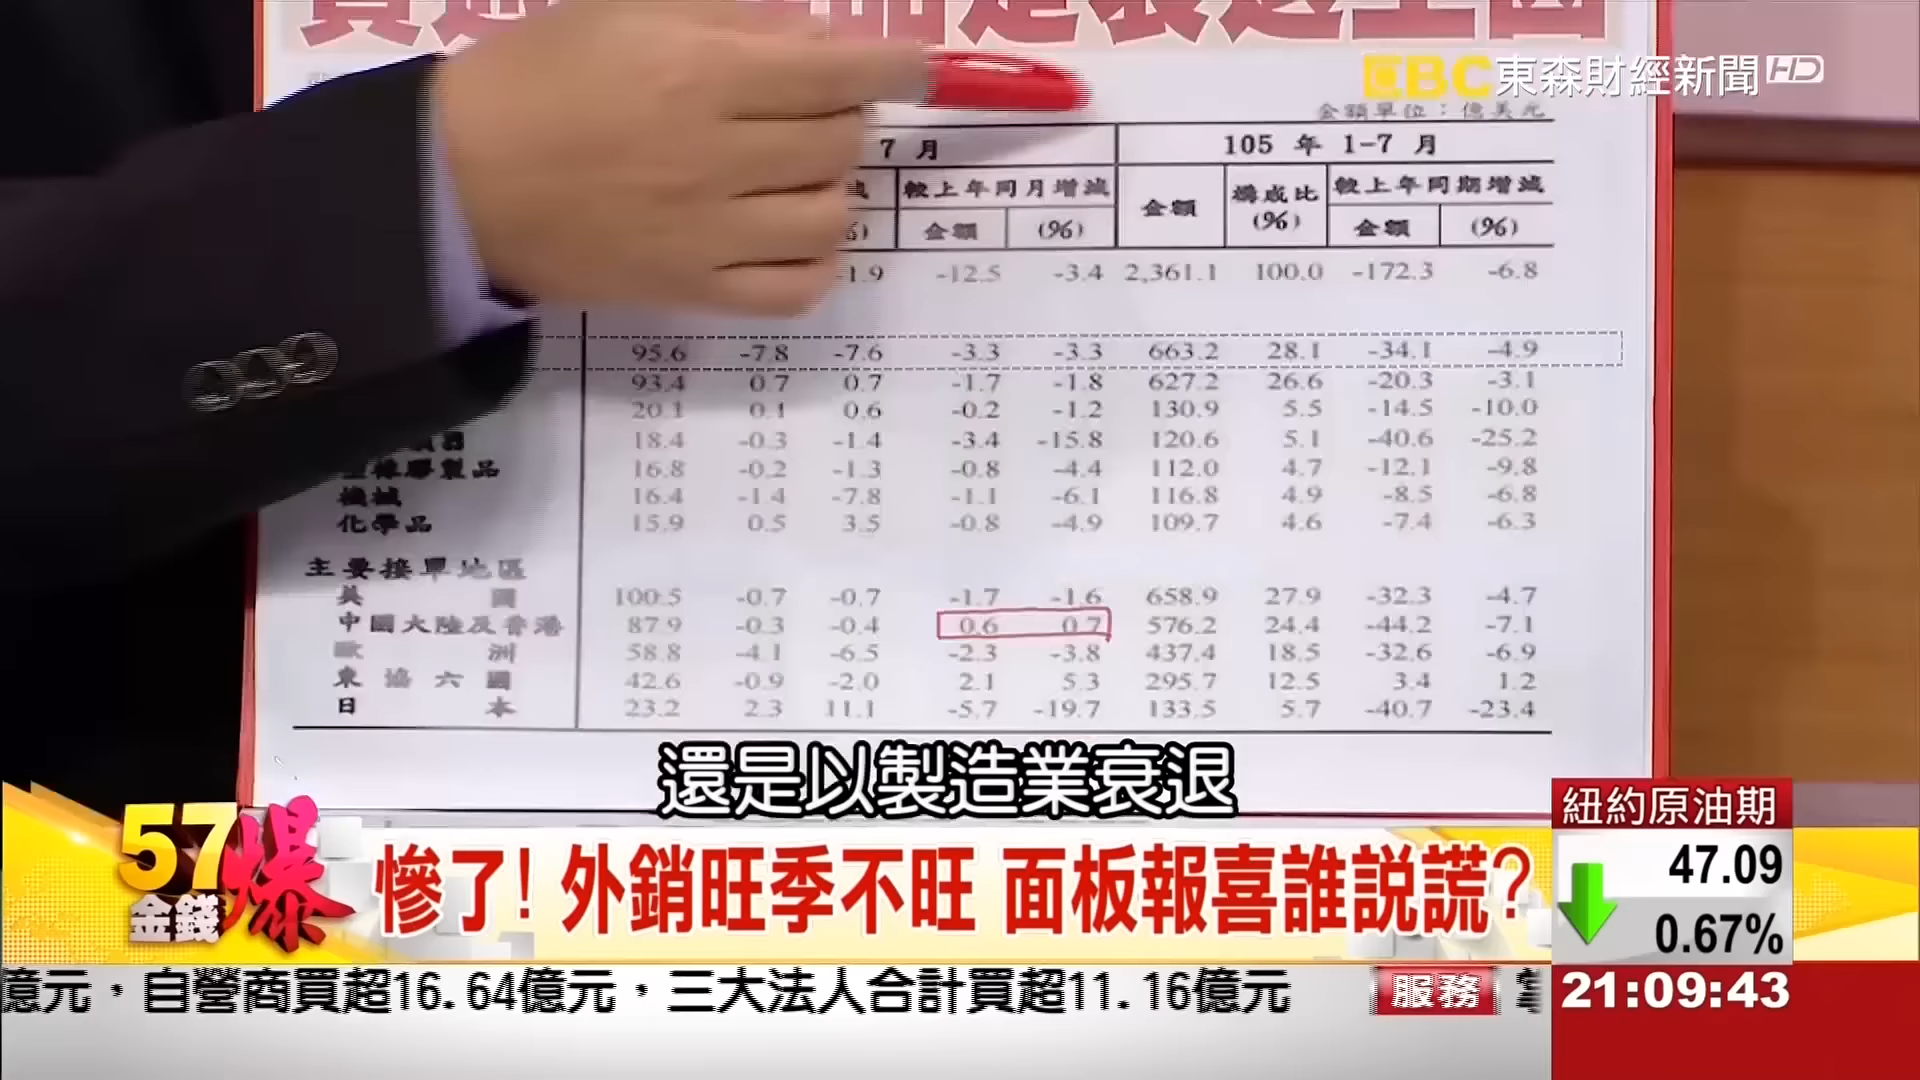 EBC 東森財經新聞 HD
金額單位：億美元
7 月 105 年 1-7 月
較上年同月增減 金額 構成比(%) 較上年同期增減
金額 (%) 金額 (%)
-1.9 -12.5 -3.4 2,361.1 100.0 -172.3 -6.8
95.6 -7.8 -7.6 -3.3 -3.3 663.2 28.1 -34.1 -4.9
93.4 0.7 0.7 -1.7 -1.8 627.2 26.6 -20.3 -3.1
20.1 0.1 0.6 -0.2 -1.2 130.9 5.5 -14.5 -10.0
18.4 -0.3 -1.4 -3.4 -15.8 120.6 5.1 -40.6 -25.2
橡膠製品 16.8 -0.2 -1.3 -0.8 -4.4 112.0 4.7 -12.1 -9.8
機械 16.4 -1.4 -7.8 -1.1 -6.1 116.8 4.9 -8.5 -6.8
化學品 15.9 0.5 3.5 -0.8 -4.9 109.7 4.6 -7.4 -6.3
主要接單地區
美國 100.5 -0.7 -0.7 -1.7 -1.6 658.9 27.9 -32.3 -4.7
中國大陸及香港 87.9 -0.3 -0.4 0.6 0.7 576.2 24.4 -44.2 -7.1
歐洲 58.8 -4.1 -6.5 -2.3 -3.8 437.4 18.5 -32.6 -6.9
東協六國 42.6 -0.9 -2.0 2.1 5.3 295.7 12.5 3.4 1.2
日本 23.2 2.3 11.1 -5.7 -19.7 133.5 5.7 -40.7 -23.4
還是以製造業衰退
57金錢爆
慘了! 外銷旺季不旺 面板報喜誰說謊?
紐約原油期
47.09
0.67%
億元，自營商買超16.64億元，三大法人合計買超11.16億元
服務
21:09:43